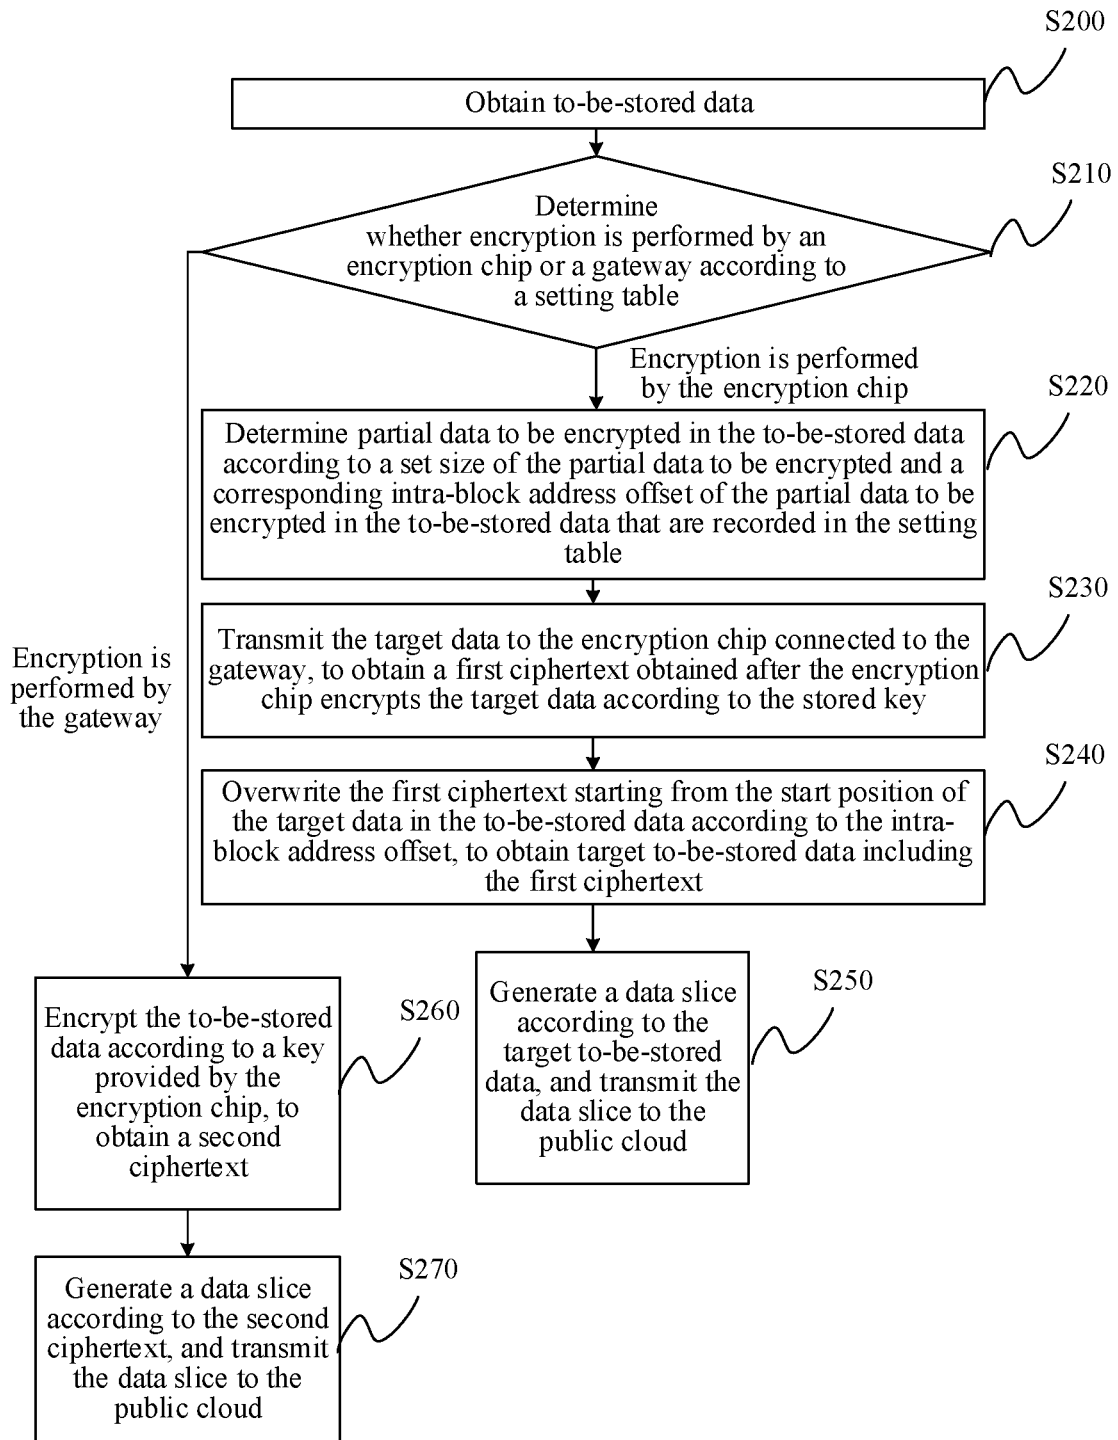 S200
Obtain to-be-stored data
S210
Determine
whether encryption is performed by an
encryption chip or a gateway according to
a setting table
Encryption is performed
by the encryption chip
S220
Determine partial data to be encrypted in the to-be-stored data
according to a set size of the partial data to be encrypted and a
corresponding intra-block address offset of the partial data to be
encrypted in the to-be-stored data that are recorded in the setting
table
S230
Transmit the target data to the encryption chip connected to the
gateway, to obtain a first ciphertext obtained after the encryption
chip encrypts the target data according to the stored key
Encryption is
performed by
the gateway
S240
Overwrite the first ciphertext starting from the start position of
the target data in the to-be-stored data according to the intra-
block address offset, to obtain target to-be-stored data including
the first ciphertext
S250
Generate a data slice
according to the
target to-be-stored
data, and transmit the
data slice to the
public cloud
S260
Encrypt the to-be-stored
data according to a key
provided by the
encryption chip, to
obtain a second
ciphertext
S270
Generate a data slice
according to the second
ciphertext, and transmit
the data slice to the
public cloud